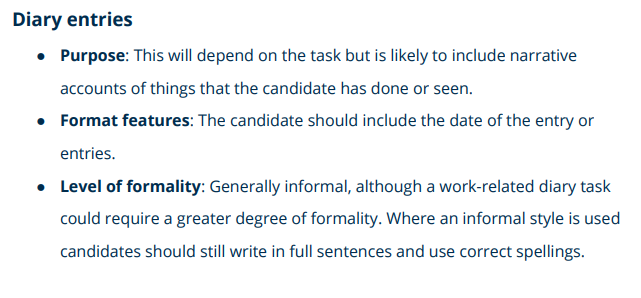 Diary entries
● Purpose: This will depend on the task but is likely to include narrative
accounts of things that the candidate has done or seen.
● Format features: The candidate should include the date of the entry or
entries.
● Level of formality: Generally informal, although a work-related diary task
could require a greater degree of formality. Where an informal style is used
candidates should still write in full sentences and use correct spellings.